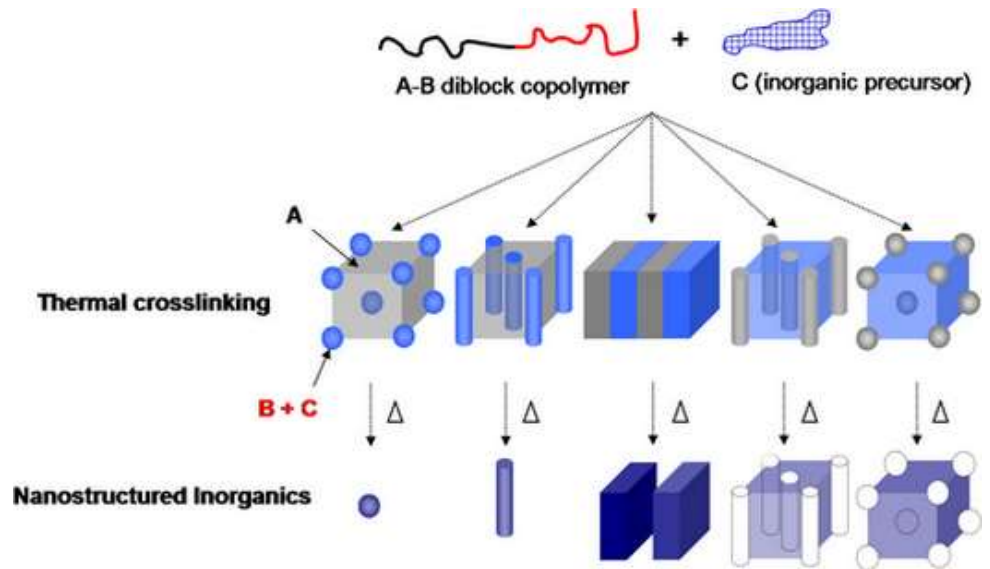 +
A-B diblock copolymer
C (inorganic precursor)
A
Thermal crosslinking
B + C
Δ Δ Δ Δ Δ
Nanostructured Inorganics